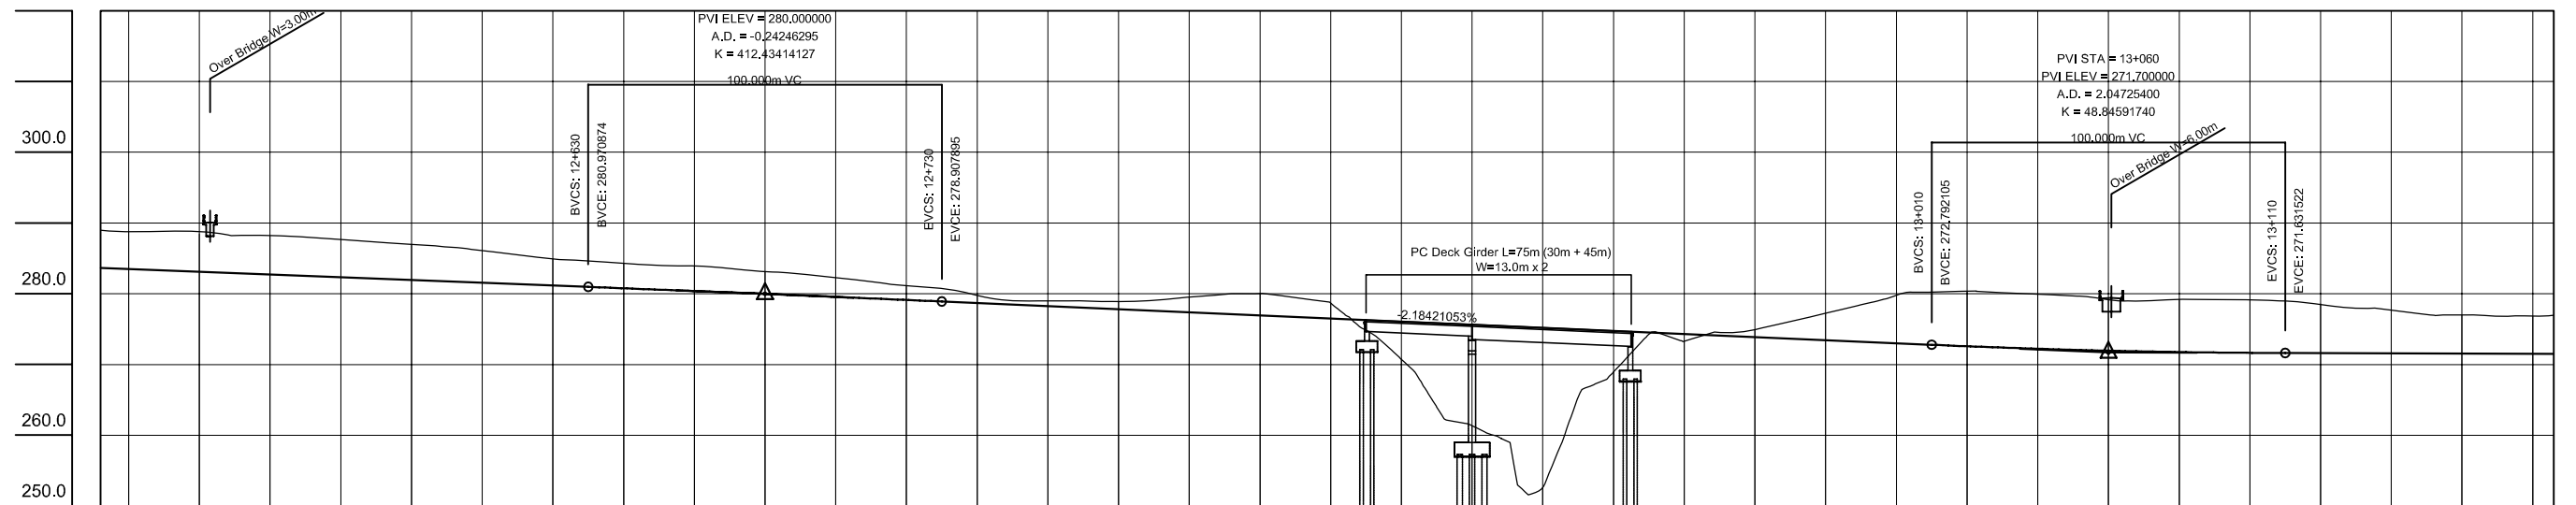 Over Bridge W=3.00m
PVI ELEV = 280.000000
A.D. = -0.24246295
K = 412.43414127
100.000m VC
BVCS: 12+630
BVCE: 280.970874
EVCS: 12+730
EVCE: 278.907895
PC Deck Girder L=75m (30m + 45m)
W=13.0m x 2
-2.18421053%
PVI STA = 13+060
PVI ELEV = 271.700000
A.D. = 2.04725400
K = 48.84591740
100.000m VC
Over Bridge W=6.00m
BVCS: 13+010
BVCE: 272.792105
EVCS: 13+110
EVCE: 271.631522
300.0
280.0
260.0
250.0